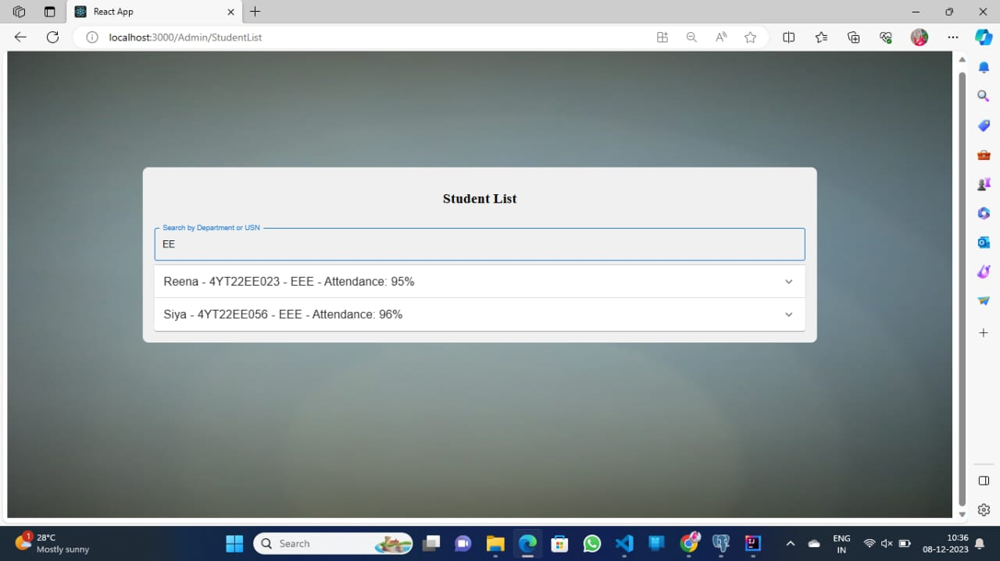 React App
localhost:3000/Admin/StudentList
Student List
Search by Department or USN
EE
Reena - 4YT22EE023 - EEE - Attendance: 95%
Siya - 4YT22EE056 - EEE - Attendance: 96%
1
28°C
Mostly sunny
Search
ENG
IN
10:36
08-12-2023